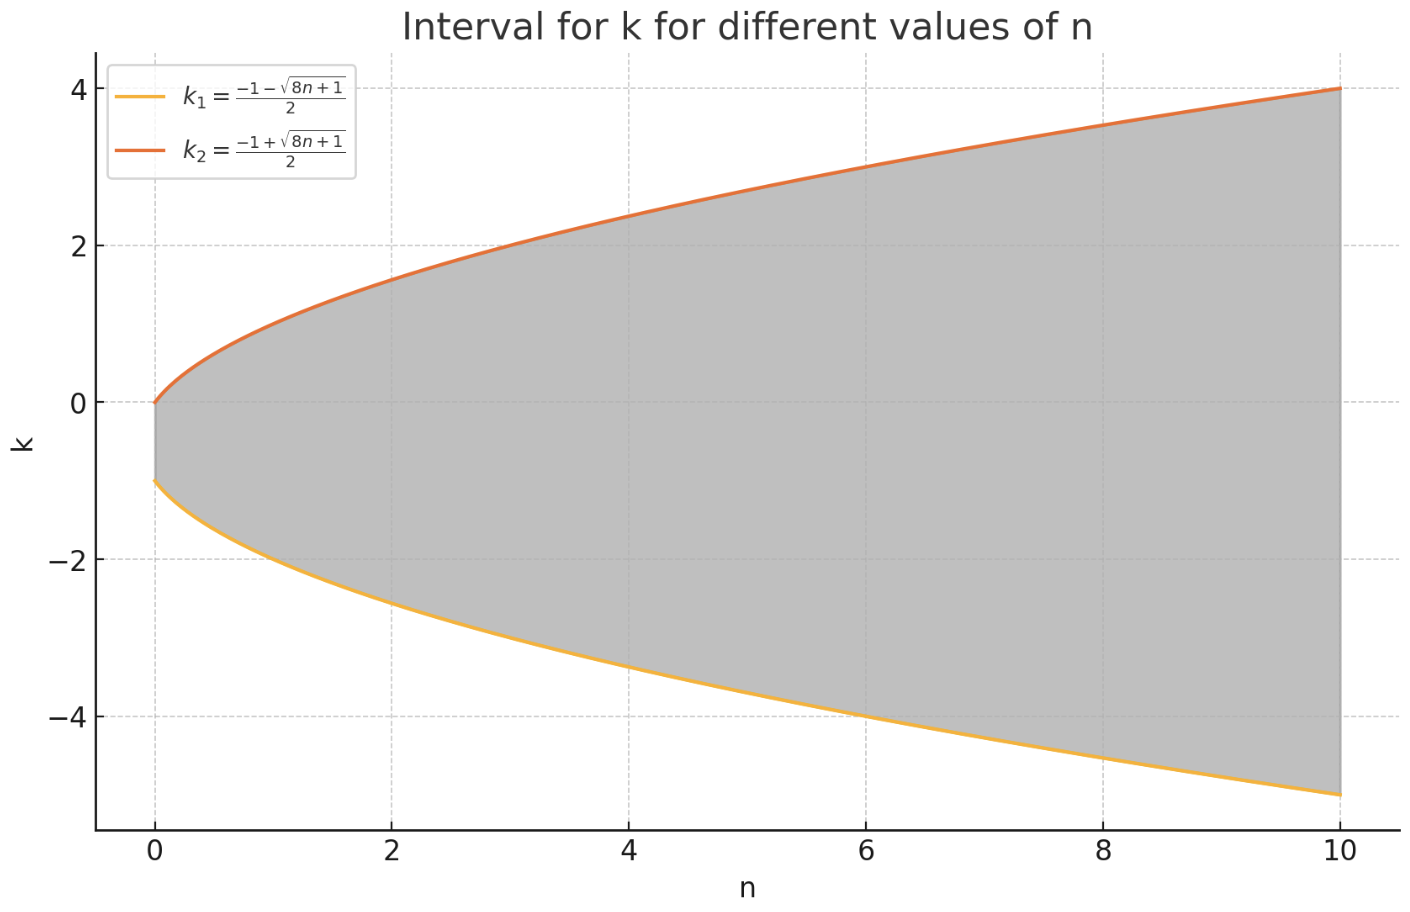 Interval for k for different values of n
k₁ = (−1 − √(8n+1))/2
k₂ = (−1 + √(8n+1))/2
4
2
0
−2
−4
k
0 2 4 6 8 10
n